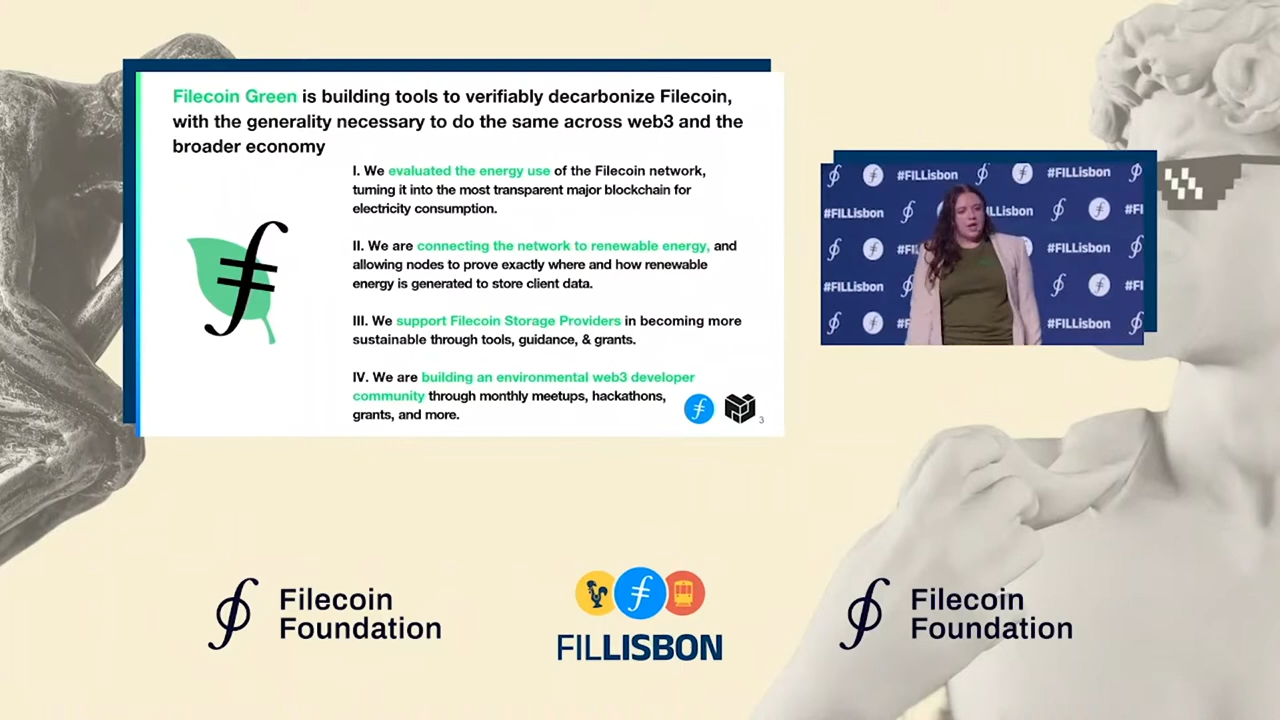 Filecoin Green is building tools to verifiably decarbonize Filecoin,
with the generality necessary to do the same across web3 and the
broader economy
I. We evaluated the energy use of the Filecoin network,
turning it into the most transparent major blockchain for
electricity consumption.
II. We are connecting the network to renewable energy, and
allowing nodes to prove exactly where and how renewable
energy is generated to store client data.
III. We support Filecoin Storage Providers in becoming more
sustainable through tools, guidance, & grants.
IV. We are building an environmental web3 developer
community through monthly meetups, hackathons,
grants, and more.
3
#FILLisbon
#FILLisbon
#FILLisbon
LLisbon
#FI
#FI
#FILLisbon
#FILLisbon
#FI
#F
#FILLisbon
Filecoin
Foundation
FILLISBON
Filecoin
Foundation